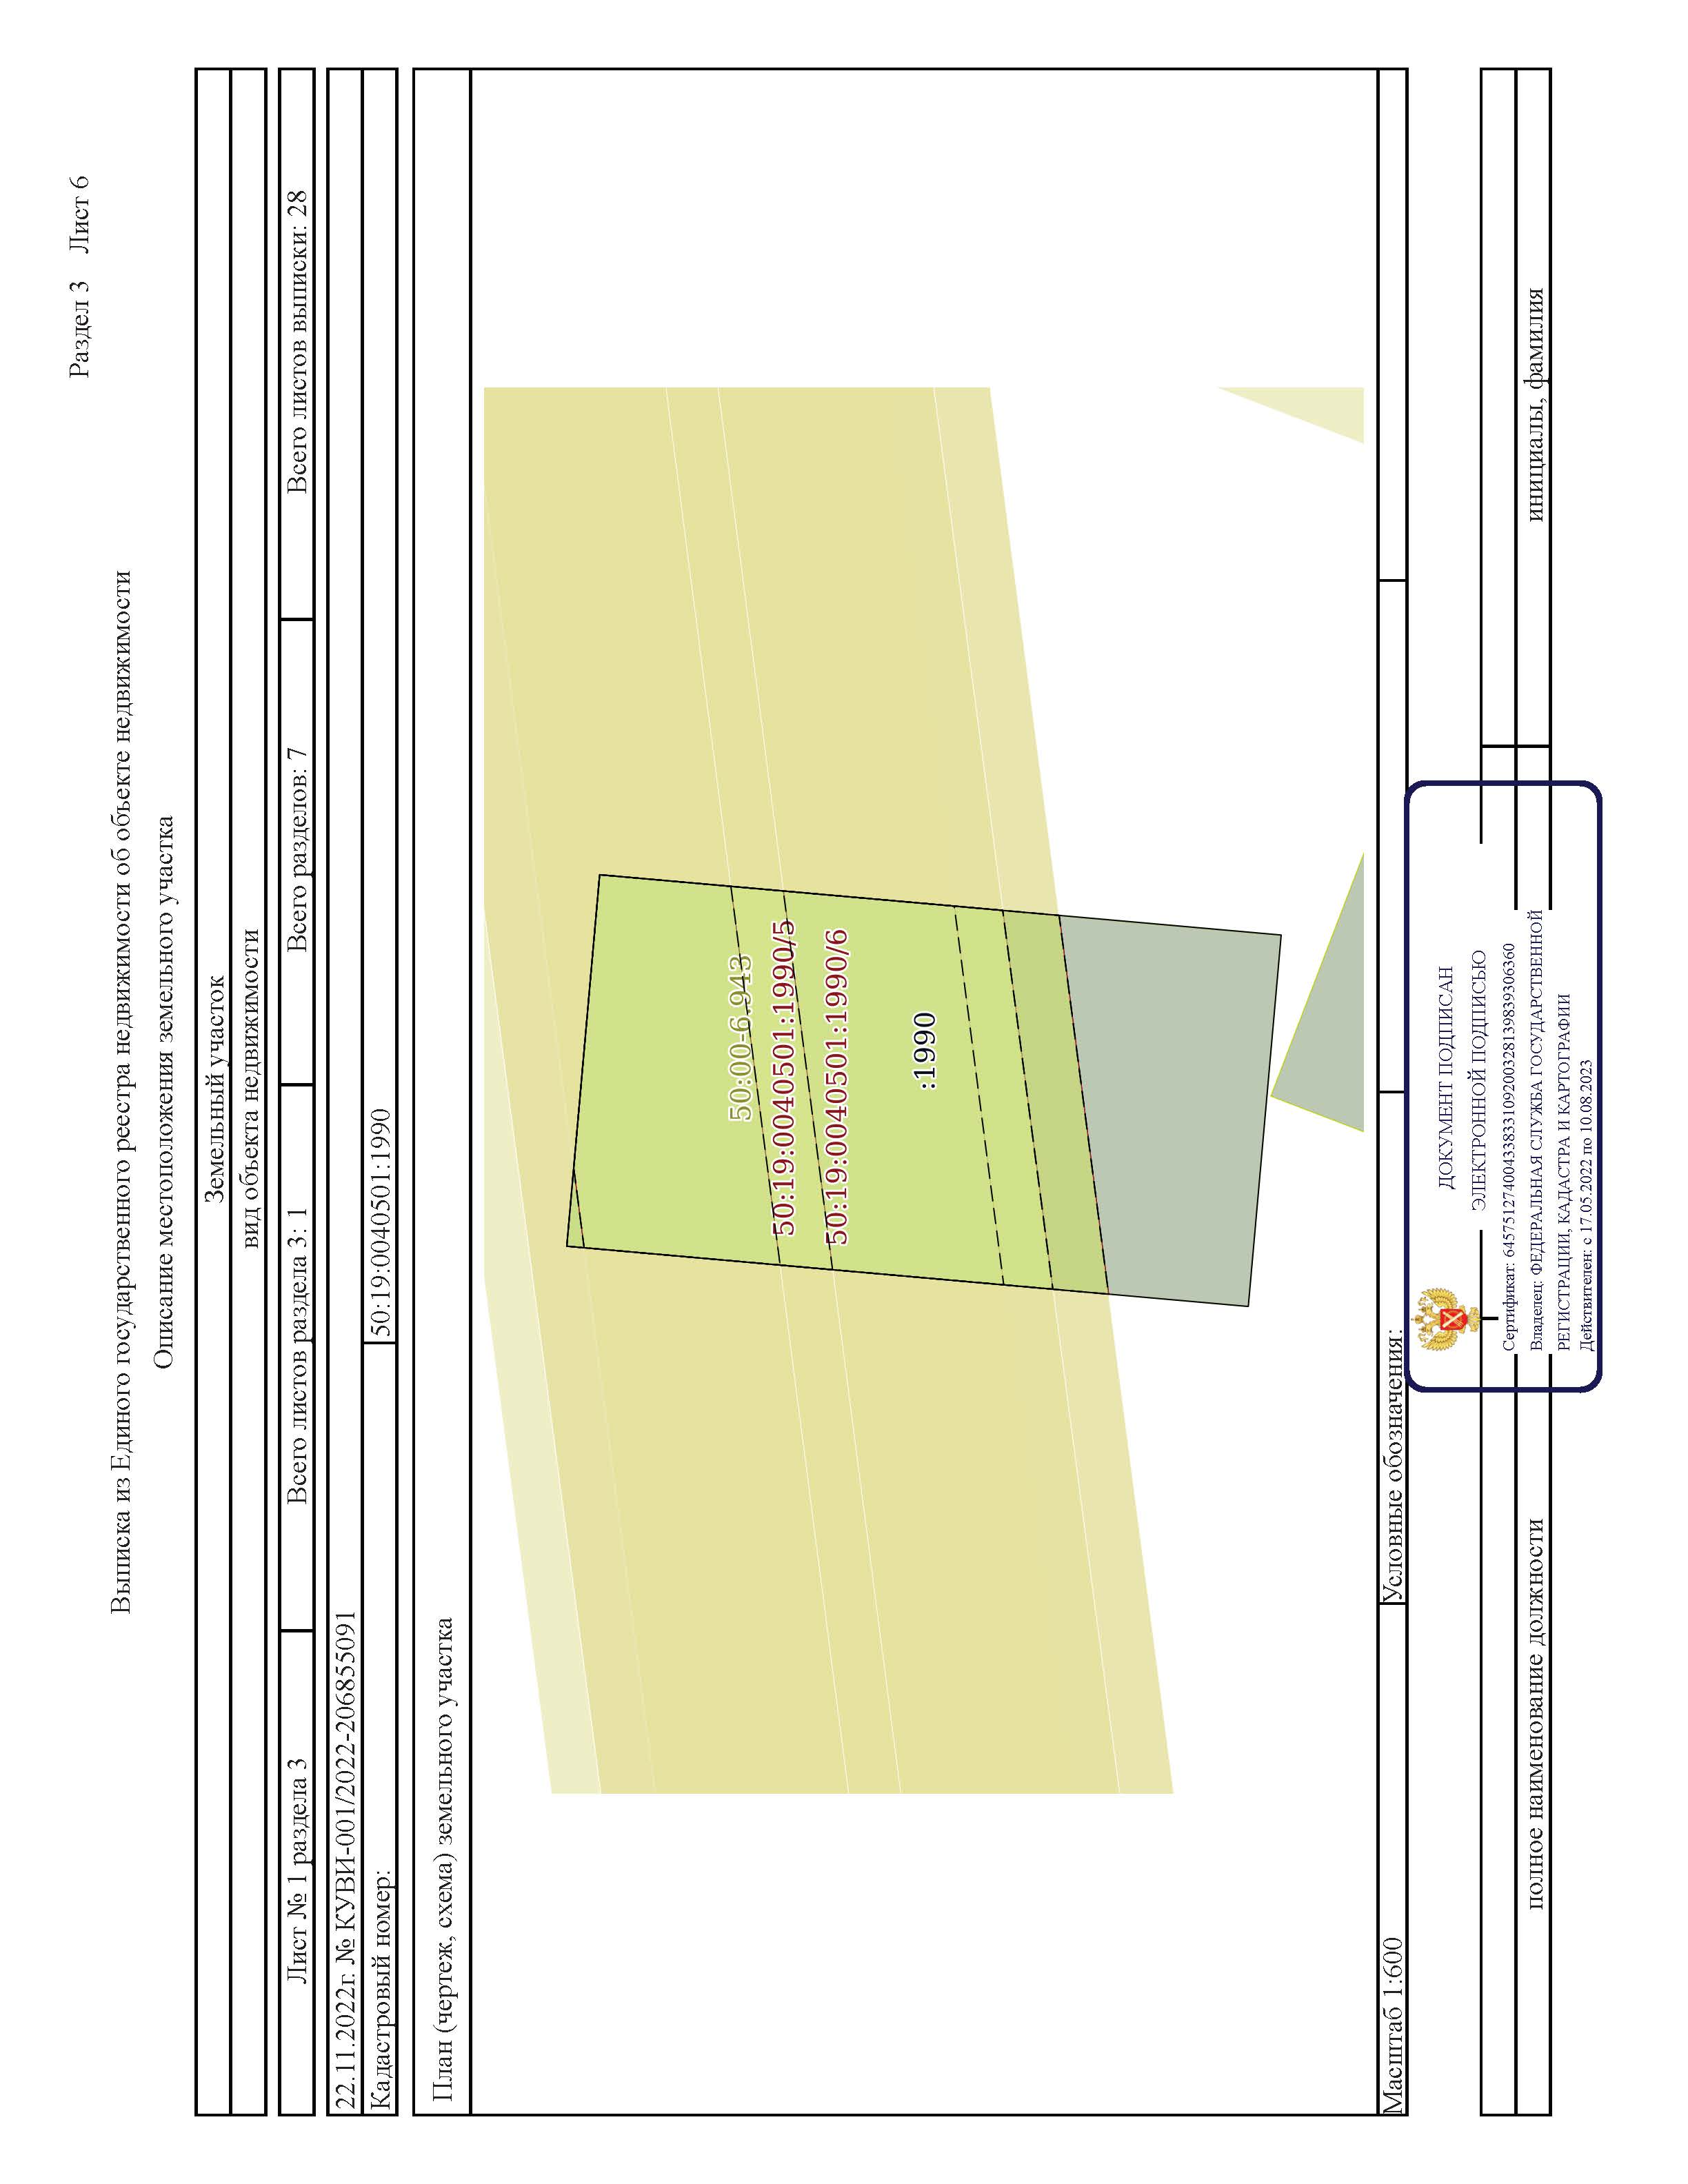 Раздел 3 Лист 6
Выписка из Единого государственного реестра недвижимости об объекте недвижимости
Описание местоположения земельного участка
Земельный участок
вид объекта недвижимости
Лист № 1 раздела 3 Всего листов раздела 3: 1 Всего разделов: 7 Всего листов выписки: 28
22.11.2022г. № КУВИ-001/2022-206855091
Кадастровый номер: 50:19:0040501:1990
План (чертеж, схема) земельного участка
50:00-6.943
50:19:0040501:1990/5
50:19:0040501:1990/6
:1990
Масштаб 1:600 Условные обозначения:
ДОКУМЕНТ ПОДПИСАН
ЭЛЕКТРОННОЙ ПОДПИСЬЮ
Сертификат: 64575127400433833109200328139839306360
Владелец: ФЕДЕРАЛЬНАЯ СЛУЖБА ГОСУДАРСТВЕННОЙ
РЕГИСТРАЦИИ, КАДАСТРА И КАРТОГРАФИИ
Действителен: с 17.05.2022 по 10.08.2023
полное наименование должности инициалы, фамилия